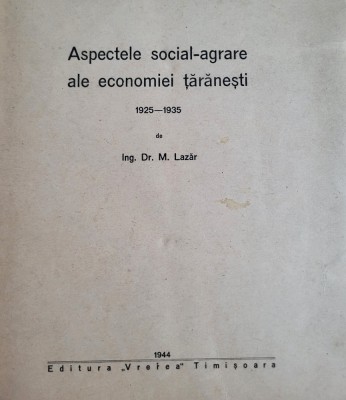 Aspectele social-agrare
ale economiei țărănești
1925—1935
de
Ing. Dr. M. Lazăr
1944
Editura „Vrerea“ Timișoara